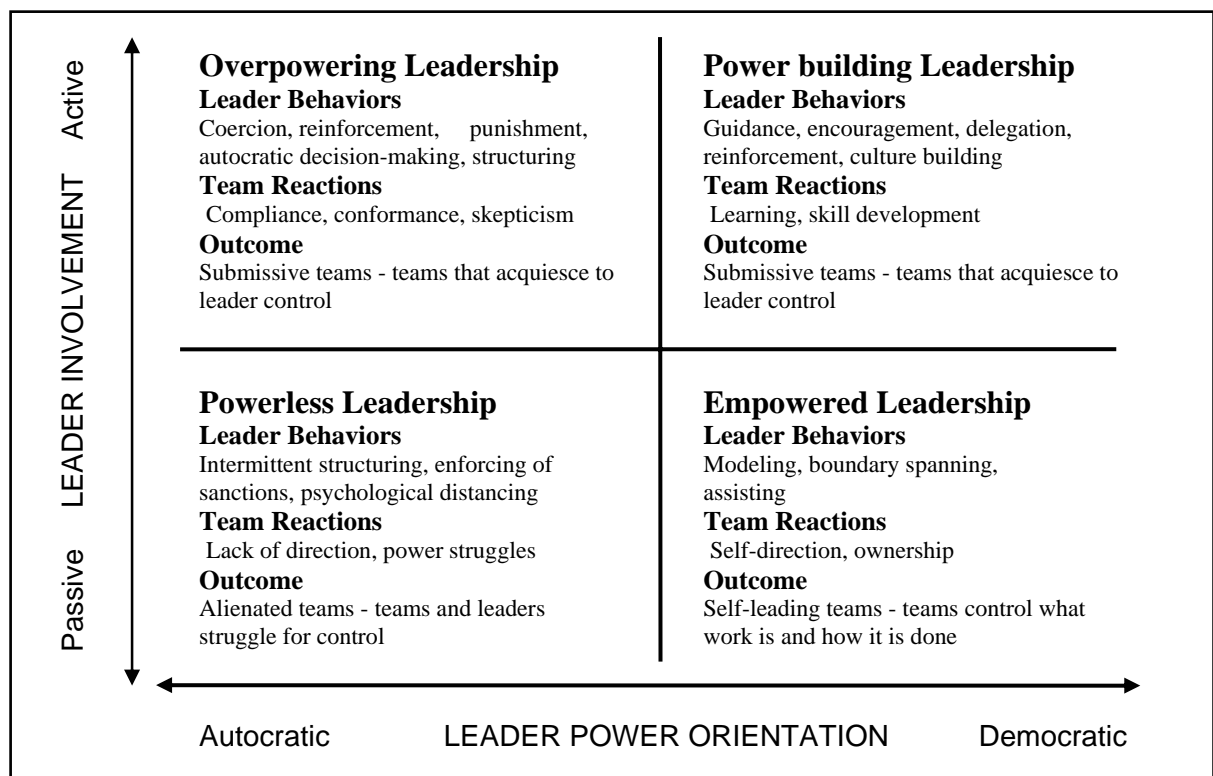 Active
LEADER INVOLVEMENT
Passive
Overpowering Leadership
Leader Behaviors
Coercion, reinforcement, punishment,
autocratic decision-making, structuring
Team Reactions
Compliance, conformance, skepticism
Outcome
Submissive teams - teams that acquiesce to
leader control
Power building Leadership
Leader Behaviors
Guidance, encouragement, delegation,
reinforcement, culture building
Team Reactions
Learning, skill development
Outcome
Submissive teams - teams that acquiesce to
leader control
Powerless Leadership
Leader Behaviors
Intermittent structuring, enforcing of
sanctions, psychological distancing
Team Reactions
Lack of direction, power struggles
Outcome
Alienated teams - teams and leaders
struggle for control
Empowered Leadership
Leader Behaviors
Modeling, boundary spanning,
assisting
Team Reactions
Self-direction, ownership
Outcome
Self-leading teams - teams control what
work is and how it is done
Autocratic LEADER POWER ORIENTATION Democratic